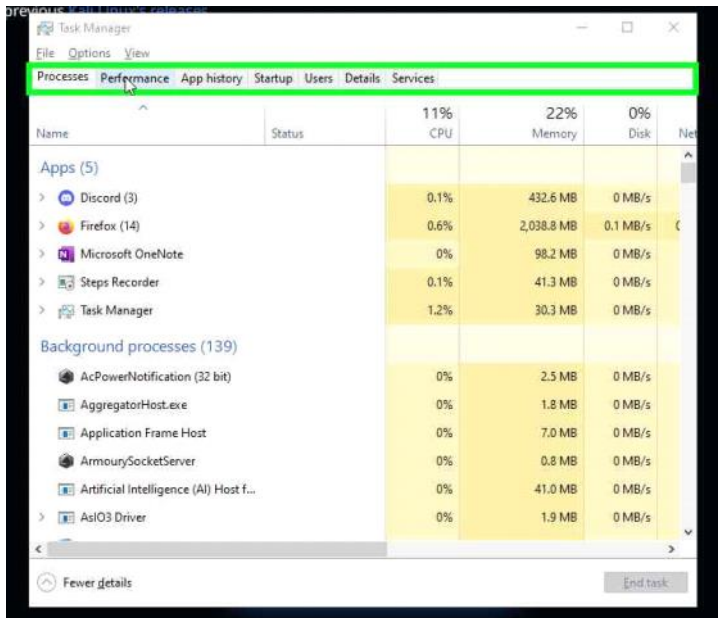 previous Kali Linux's releases
Task Manager
File Options View
Processes Performance App history Startup Users Details Services
11% 22% 0%
Name Status CPU Memory Disk Net
Apps (5)
Discord (3) 0.1% 432.6 MB 0 MB/s
Firefox (14) 0.6% 2,038.8 MB 0.1 MB/s
Microsoft OneNote 0% 98.2 MB 0 MB/s
Steps Recorder 0.1% 41.3 MB 0 MB/s
Task Manager 1.2% 30.3 MB 0 MB/s
Background processes (139)
AcPowerNotification (32 bit) 0% 2.5 MB 0 MB/s
AggregatorHost.exe 0% 1.8 MB 0 MB/s
Application Frame Host 0% 7.0 MB 0 MB/s
ArmourySocketServer 0% 0.8 MB 0 MB/s
Artificial Intelligence (AI) Host f... 0% 41.0 MB 0 MB/s
AsIO3 Driver 0% 1.9 MB 0 MB/s
Fewer details End task